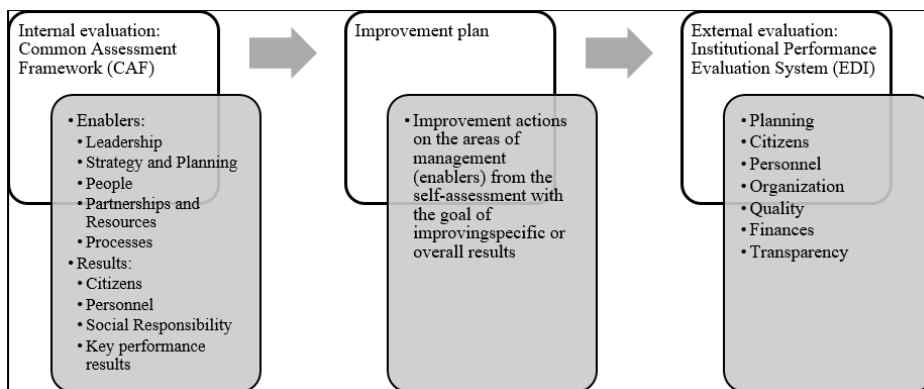 Internal evaluation:
Common Assessment
Framework (CAF)
• Enablers:
• Leadership
• Strategy and Planning
• People
• Partnerships and
Resources
• Processes
• Results:
• Citizens
• Personnel
• Social Responsibility
• Key performance
results
Improvement plan
• Improvement actions
on the areas of
management
(enablers) from the
self-assessment with
the goal of
improvingspecific or
overall results
External evaluation:
Institutional Performance
Evaluation System (EDI)
• Planning
• Citizens
• Personnel
• Organization
• Quality
• Finances
• Transparency